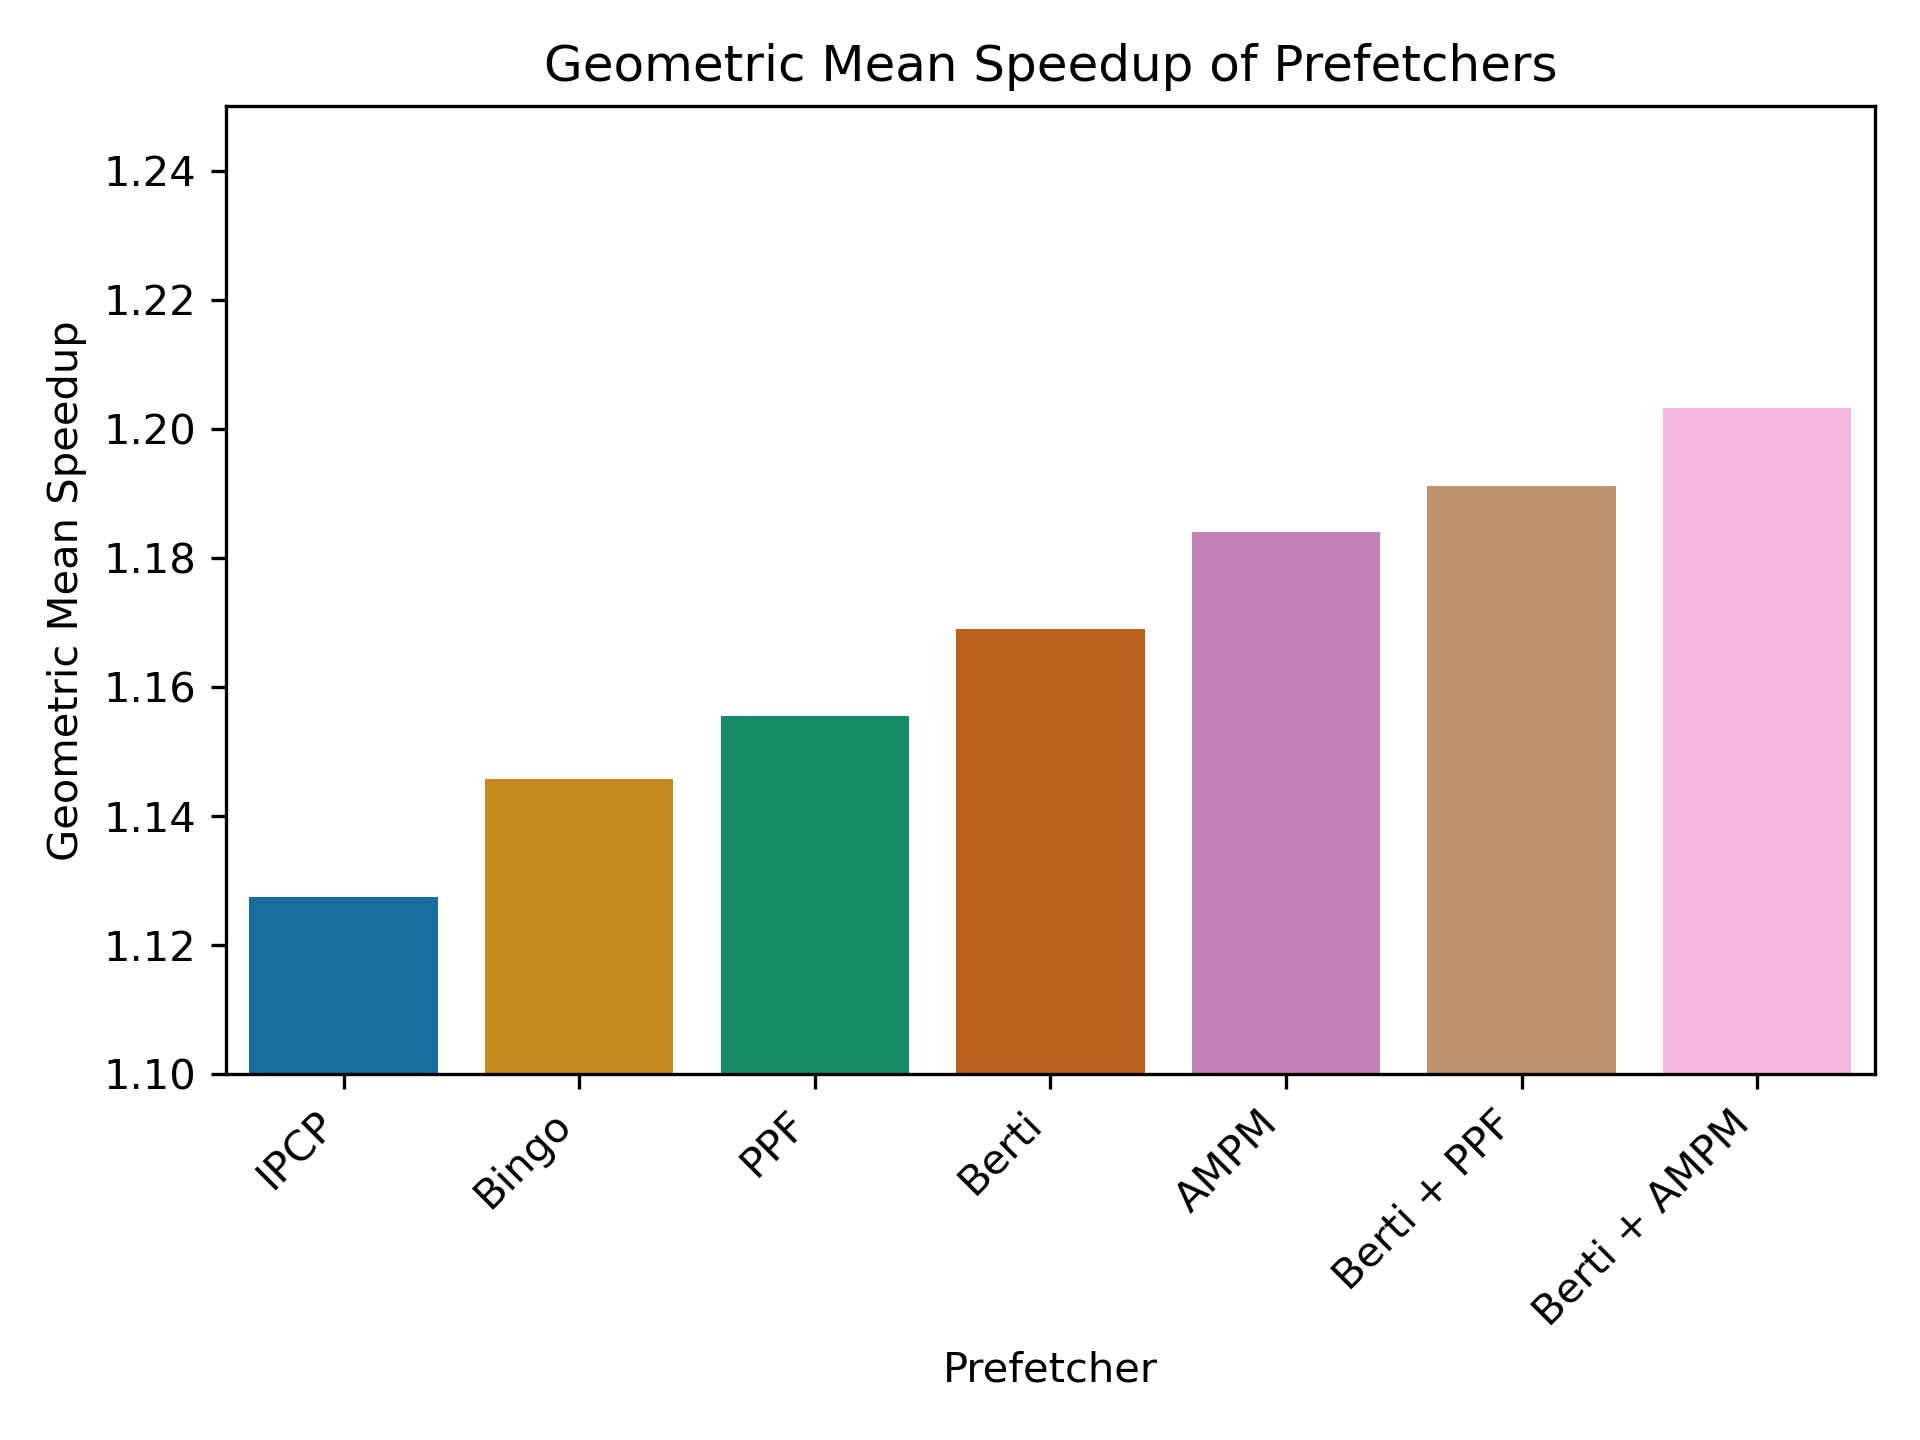 Geometric Mean Speedup of Prefetchers
Geometric Mean Speedup
1.24
1.22
1.20
1.18
1.16
1.14
1.12
1.10
IPCP
Bingo
PPF
Berti
AMPM
Berti + PPF
Berti + AMPM
Prefetcher